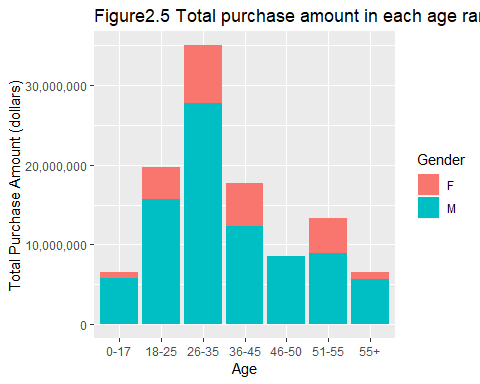 Figure2.5 Total purchase amount in each age ra
Total Purchase Amount (dollars)
30,000,000
20,000,000
10,000,000
0
0-17 18-25 26-35 36-45 46-50 51-55 55+
Age
Gender
F
M